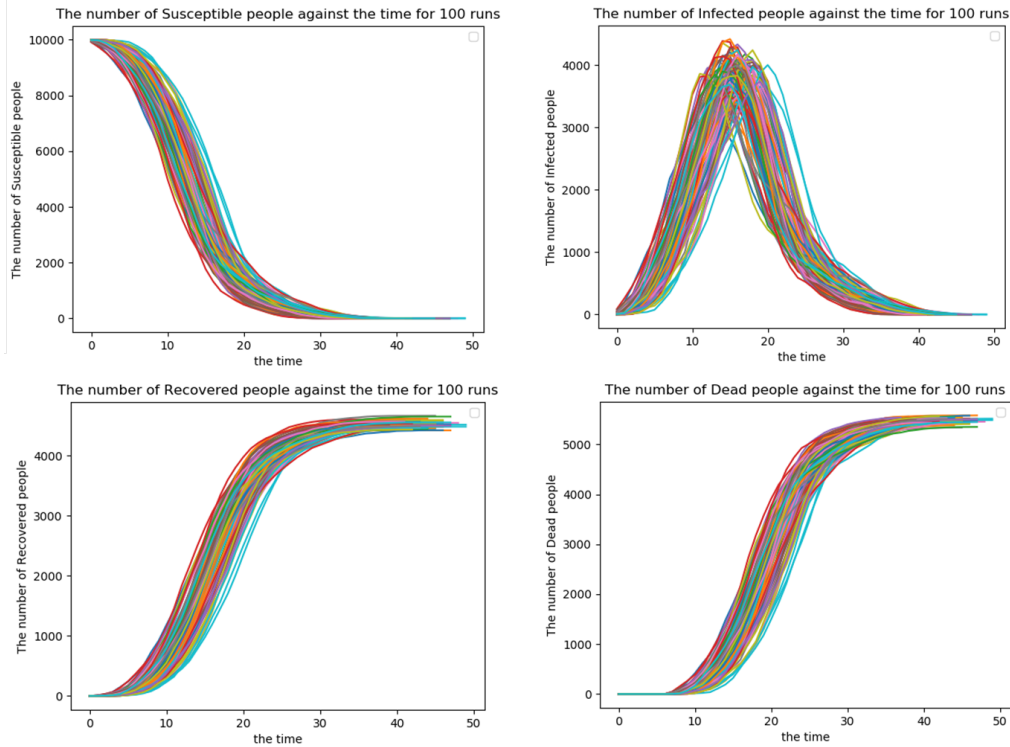 The number of Susceptible people against the time for 100 runs
The number of Susceptible people
10000
8000
6000
4000
2000
0
0 10 20 30 40 50
the time
The number of Infected people against the time for 100 runs
The number of Infected people
4000
3000
2000
1000
0
0 10 20 30 40 50
the time
The number of Recovered people against the time for 100 runs
The number of Recovered people
4000
3000
2000
1000
0
0 10 20 30 40 50
the time
The number of Dead people against the time for 100 runs
The number of Dead people
5000
4000
3000
2000
1000
0
0 10 20 30 40 50
the time